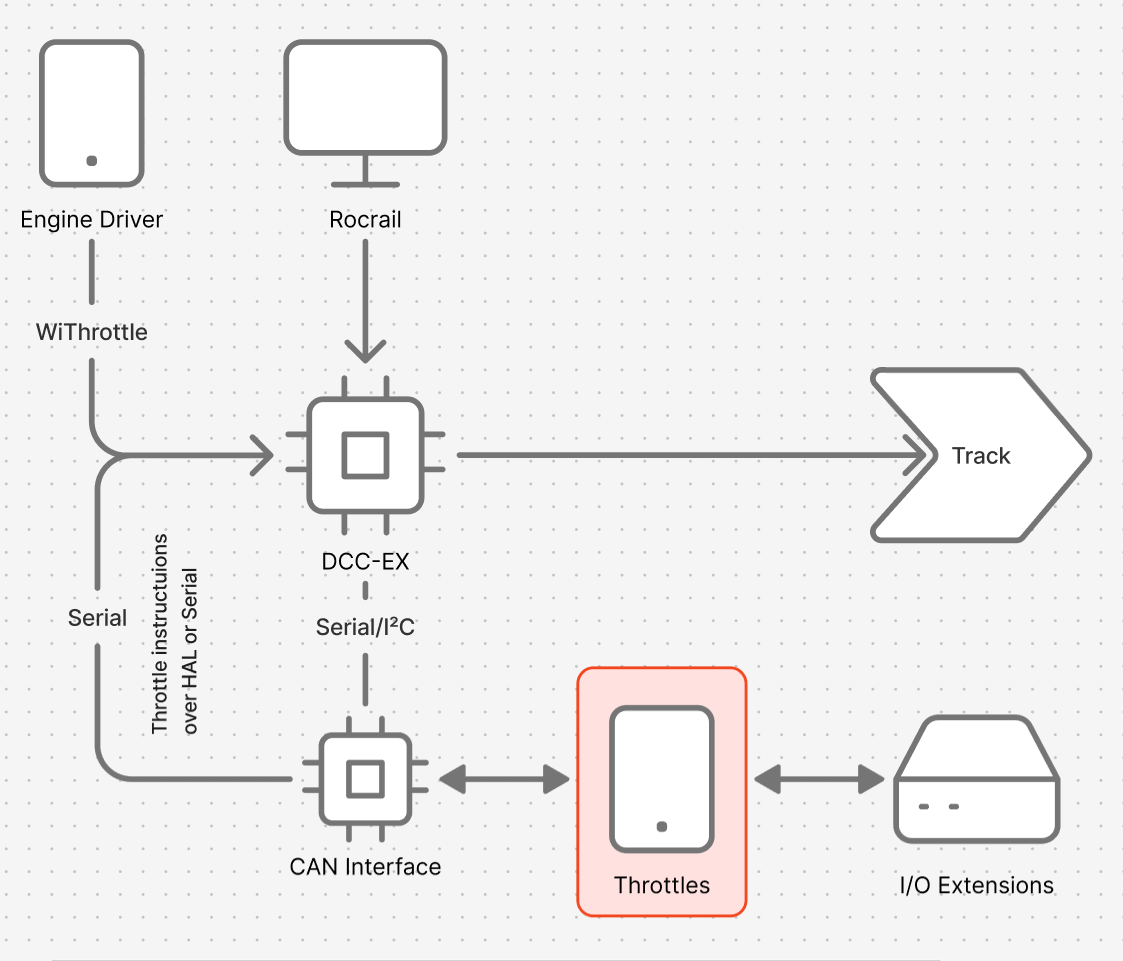 Engine Driver
Rocrail
WiThrottle
Track
DCC-EX
Serial
Throttle instructuions
over HAL or Serial
Serial/I²C
CAN Interface
Throttles
I/O Extensions